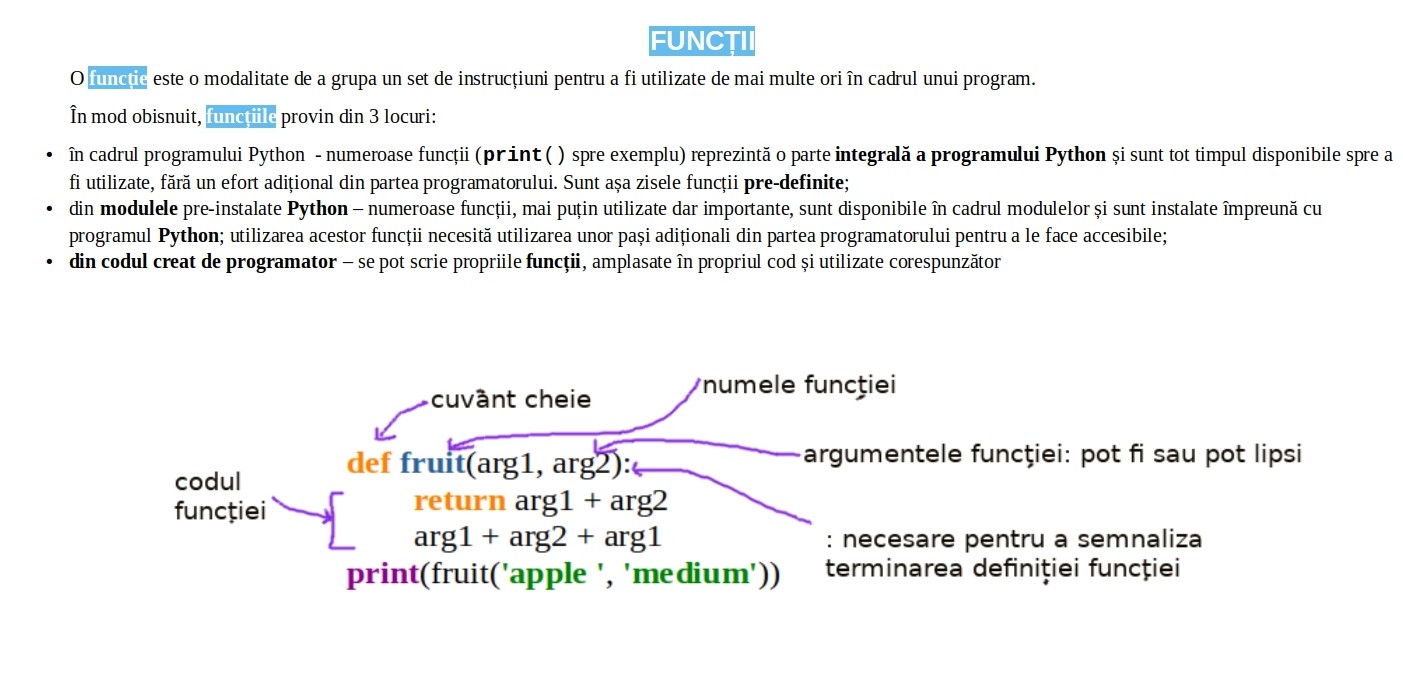 FUNCȚII
O funcție este o modalitate de a grupa un set de instrucțiuni pentru a fi utilizate de mai multe ori în cadrul unui program.
În mod obisnuit, funcțiile provin din 3 locuri:
• în cadrul programului Python - numeroase funcții (print() spre exemplu) reprezintă o parte integrală a programului Python și sunt tot timpul disponibile spre a
fi utilizate, fără un efort adițional din partea programatorului. Sunt așa zisele funcții pre-definite;
• din modulele pre-instalate Python – numeroase funcții, mai puțin utilizate dar importante, sunt disponibile în cadrul modulelor și sunt instalate împreună cu
programul Python; utilizarea acestor funcții necesită utilizarea unor pași adiționali din partea programatorului pentru a le face accesibile;
• din codul creat de programator – se pot scrie propriile funcții, amplasate în propriul cod și utilizate corespunzător
numele funcției
cuvânt cheie
argumentele funcției: pot fi sau pot lipsi
def fruit(arg1, arg2):
codul
funcției
return arg1 + arg2
arg1 + arg2 + arg1
: necesare pentru a semnaliza
terminarea definiției funcției
print(fruit('apple ', 'medium'))